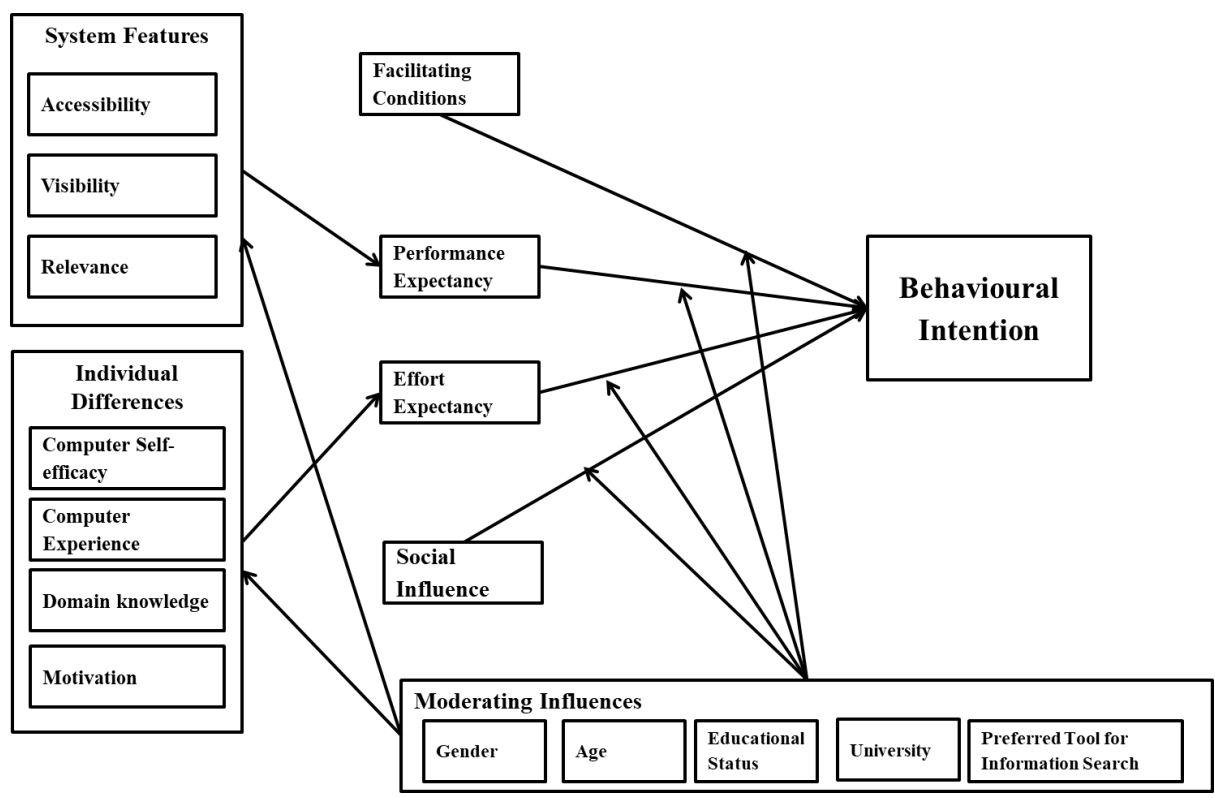 System Features
Accessibility
Visibility
Relevance
Individual
Differences
Computer Self-
efficacy
Computer
Experience
Domain knowledge
Motivation
Facilitating
Conditions
Performance
Expectancy
Effort
Expectancy
Social
Influence
Behavioural
Intention
Moderating Influences
Gender
Age
Educational
Status
University
Preferred Tool for
Information Search